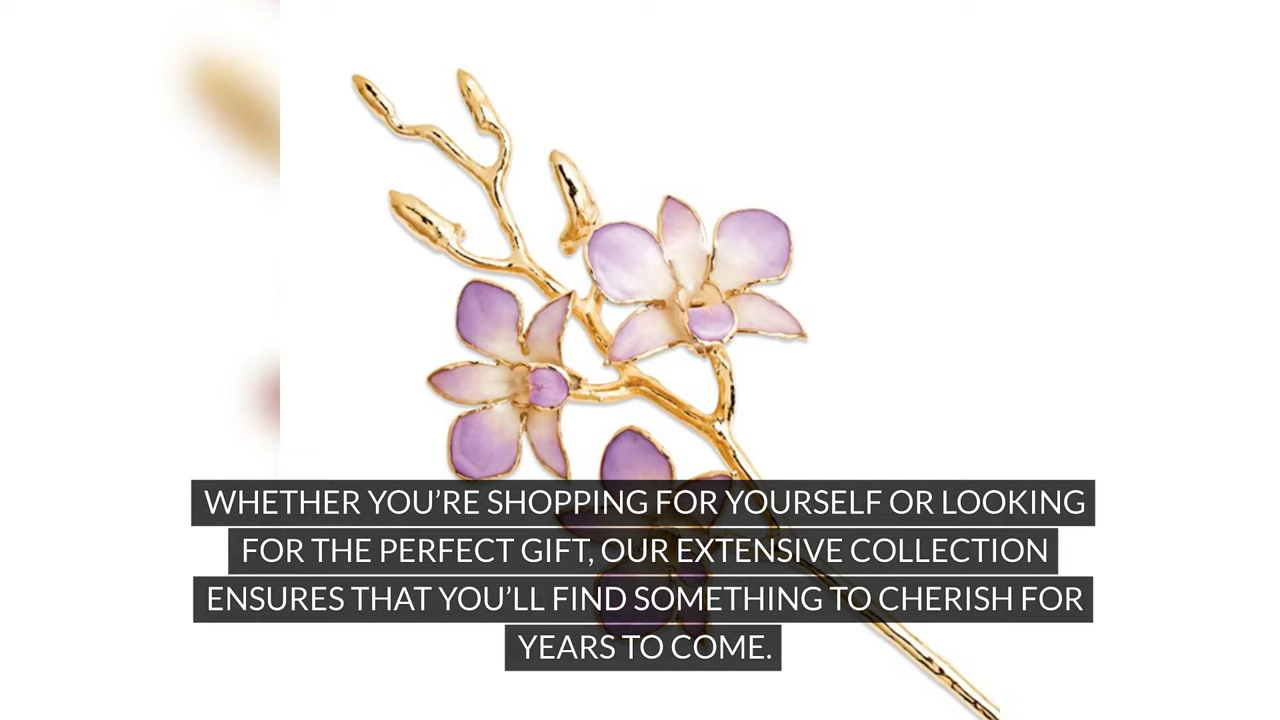 WHETHER YOU’RE SHOPPING FOR YOURSELF OR LOOKING
FOR THE PERFECT GIFT, OUR EXTENSIVE COLLECTION
ENSURES THAT YOU’LL FIND SOMETHING TO CHERISH FOR
YEARS TO COME.